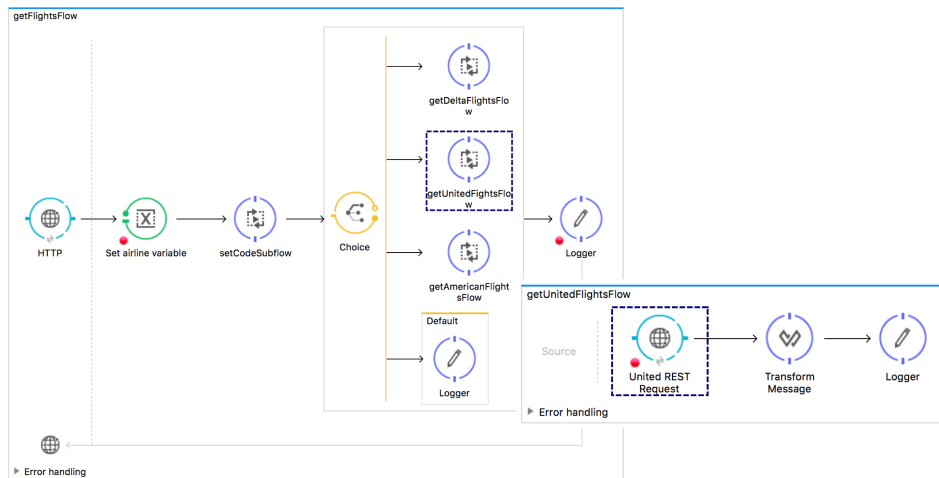 getFlightsFlow
getDeltaFlightsFlo
w
getUnitedFightsFlo
w
HTTP
Set airline variable
setCodeSubflow
Choice
Logger
getAmericanFlight
sFlow
Default
Logger
getUnitedFlightsFlow
Source
United REST
Request
Transform
Message
Logger
Error handling
Error handling